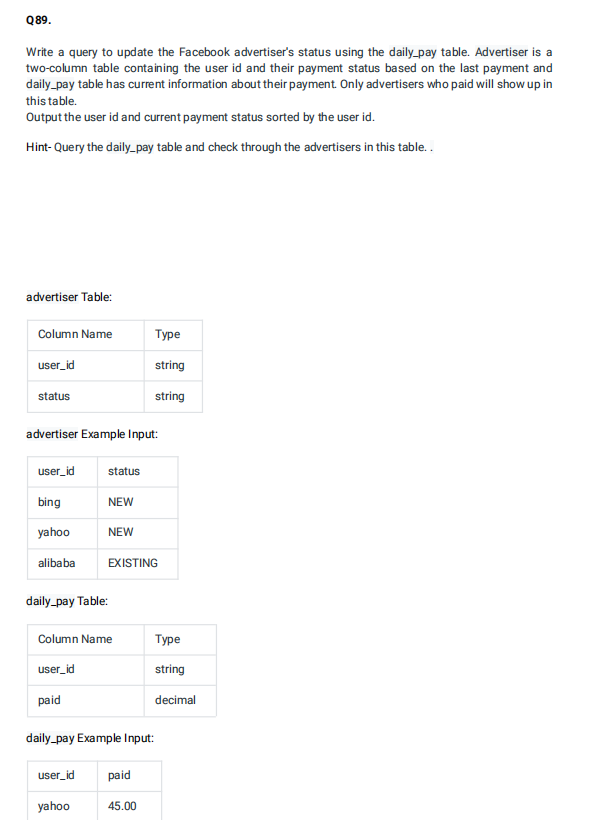 Q89.
Write a query to update the Facebook advertiser's status using the daily_pay table. Advertiser is a
two-column table containing the user id and their payment status based on the last payment and
daily_pay table has current information about their payment. Only advertisers who paid will show up in
this table.
Output the user id and current payment status sorted by the user id.
Hint- Query the daily_pay table and check through the advertisers in this table. .
advertiser Table:
Column Name Type
user_id string
status string
advertiser Example Input:
user_id status
bing NEW
yahoo NEW
alibaba EXISTING
daily_pay Table:
Column Name Type
user_id string
paid decimal
daily_pay Example Input:
user_id paid
yahoo 45.00